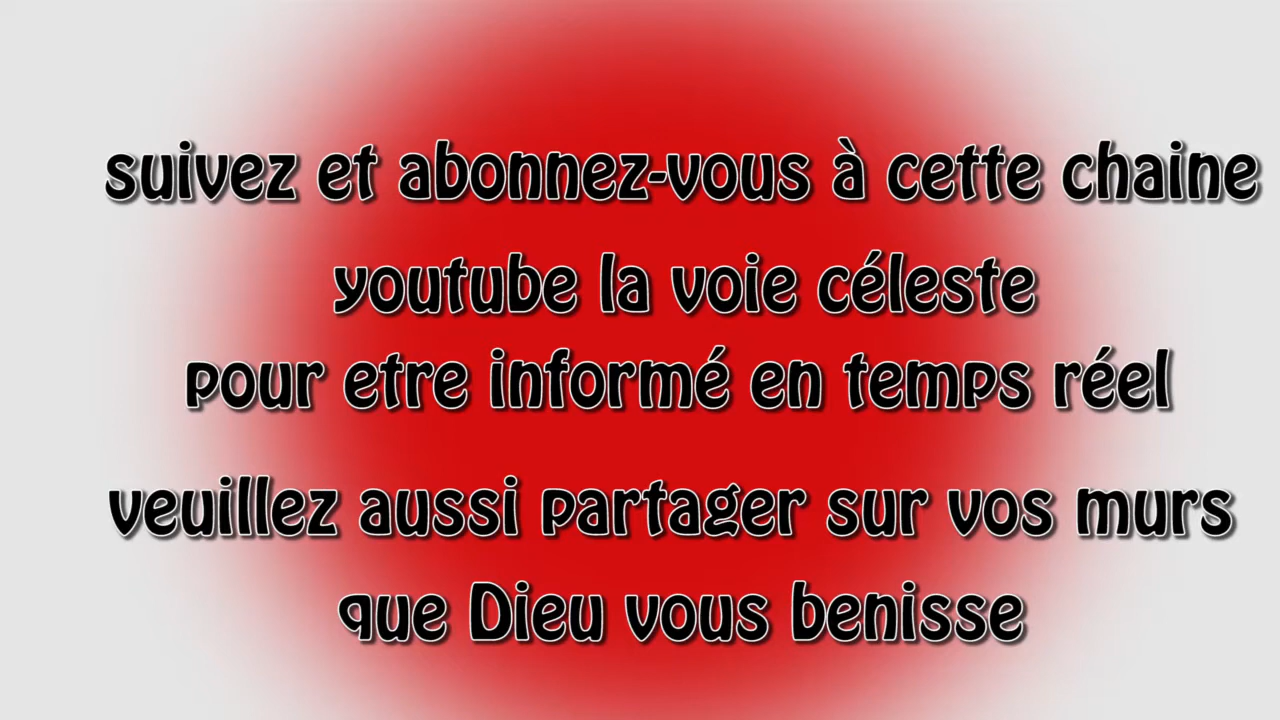 suivez et abonnez-vous à cette chaine
youtube la voie céleste
pour etre informé en temps réel
veuillez aussi partager sur vos murs
que Dieu vous benisse